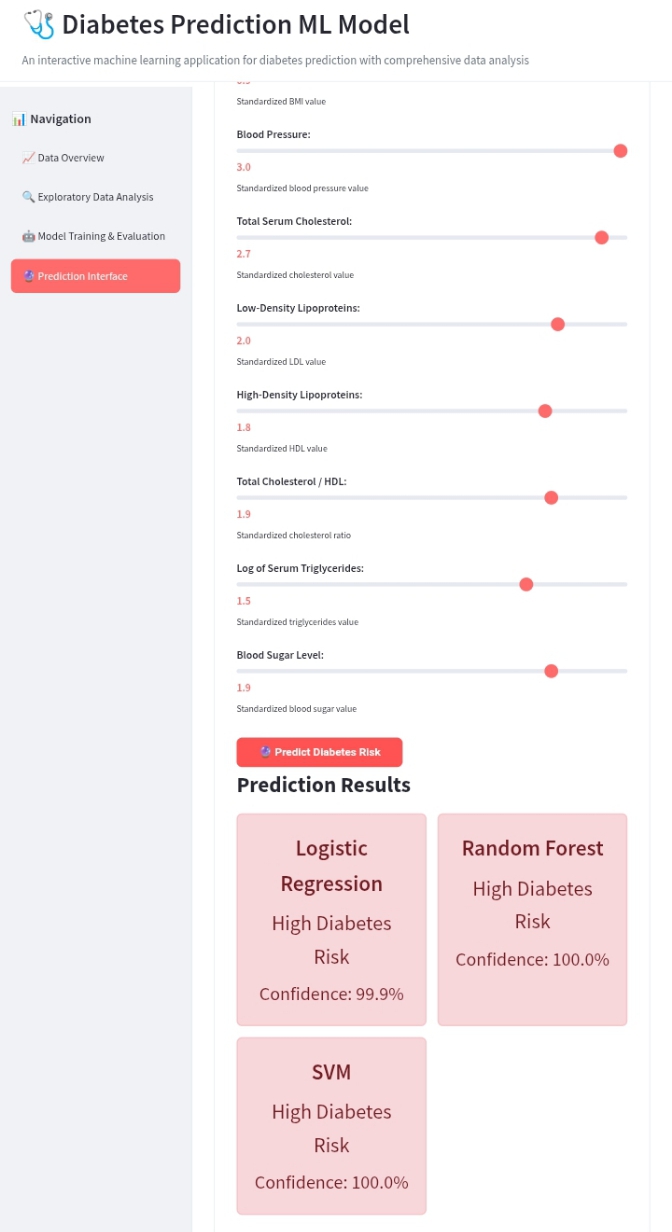 🩺 Diabetes Prediction ML Model
An interactive machine learning application for diabetes prediction with comprehensive data analysis
📊 Navigation
📈 Data Overview
🔍 Exploratory Data Analysis
🤖 Model Training & Evaluation
🔮 Prediction Interface
Standardized BMI value
Blood Pressure:
3.0
Standardized blood pressure value
Total Serum Cholesterol:
2.7
Standardized cholesterol value
Low-Density Lipoproteins:
2.0
Standardized LDL value
High-Density Lipoproteins:
1.8
Standardized HDL value
Total Cholesterol / HDL:
1.9
Standardized cholesterol ratio
Log of Serum Triglycerides:
1.5
Standardized triglycerides value
Blood Sugar Level:
1.9
Standardized blood sugar value
🔮 Predict Diabetes Risk
Prediction Results
Logistic
Regression
High Diabetes
Risk
Confidence: 99.9%
Random Forest
High Diabetes
Risk
Confidence: 100.0%
SVM
High Diabetes
Risk
Confidence: 100.0%